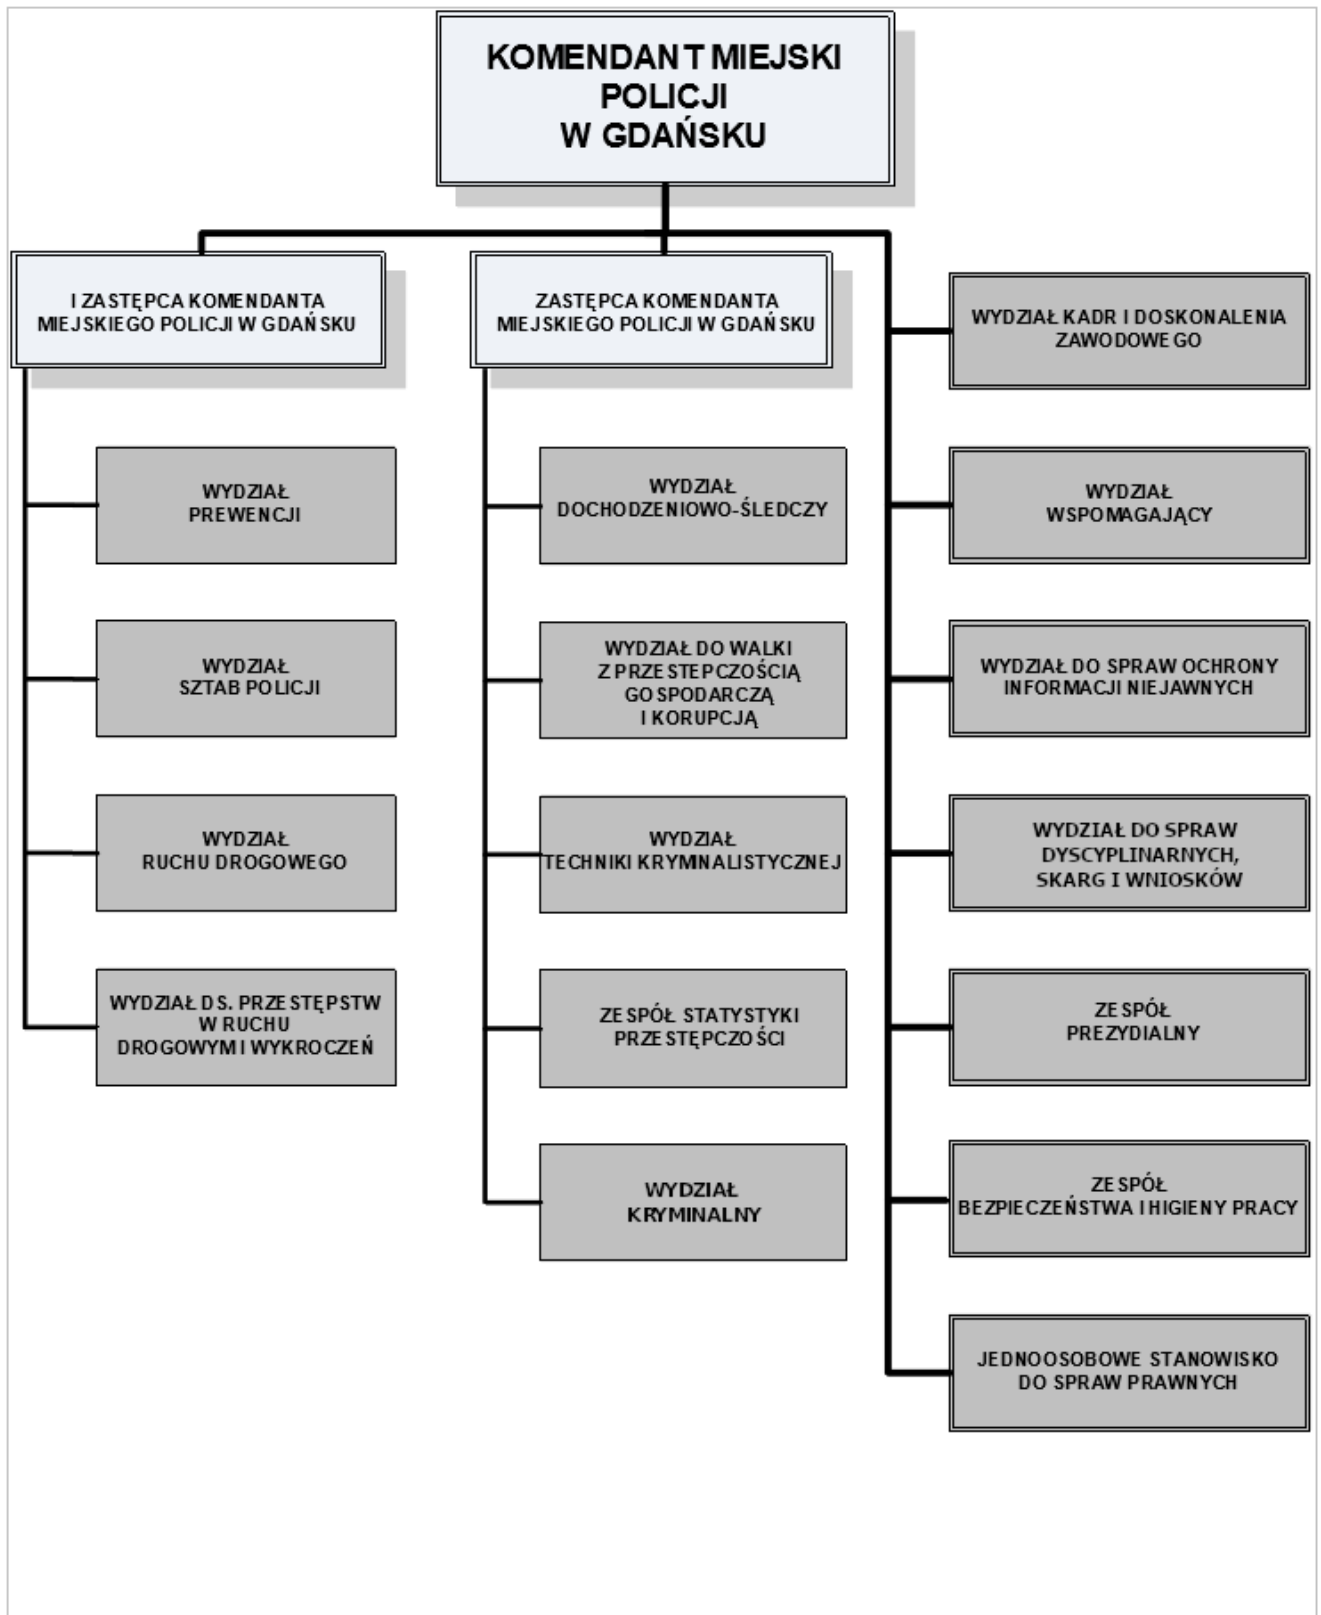 KOMENDANT MIEJSKI
POLICJI
W GDAŃSKU
I ZASTĘPCA KOMENDANTA
MIEJSKIEGO POLICJI W GDAŃSKU
WYDZIAŁ
PREWENCJI
WYDZIAŁ
SZTAB POLICJI
WYDZIAŁ
RUCHU DROGOWEGO
WYDZIAŁ DS. PRZESTĘPSTW
W RUCHU
DROGOWYM I WYKROCZEŃ
ZASTĘPCA KOMENDANTA
MIEJSKIEGO POLICJI W GDAŃSKU
WYDZIAŁ
DOCHODZENIOWO-ŚLEDCZY
WYDZIAŁ DO WALKI
Z PRZESTEPCZOŚCIĄ
GOSPODARCZĄ
I KORUPCJĄ
WYDZIAŁ
TECHNIKI KRYMINALISTYCZNEJ
ZESPÓŁ STATYSTYKI
PRZESTĘPCZOŚCI
WYDZIAŁ
KRYMINALNY
WYDZIAŁ KADR I DOSKONALENIA
ZAWODOWEGO
WYDZIAŁ
WSPOMAGAJĄCY
WYDZIAŁ DO SPRAW OCHRONY
INFORMACJI NIEJAWNYCH
WYDZIAŁ DO SPRAW
DYSCYPLINARNYCH,
SKARG I WNIOSKÓW
ZESPÓŁ
PREZYDIALNY
ZESPÓŁ
BEZPIECZEŃSTWA I HIGIENY PRACY
JEDNOOSOBOWE STANOWISKO
DO SPRAW PRAWNYCH